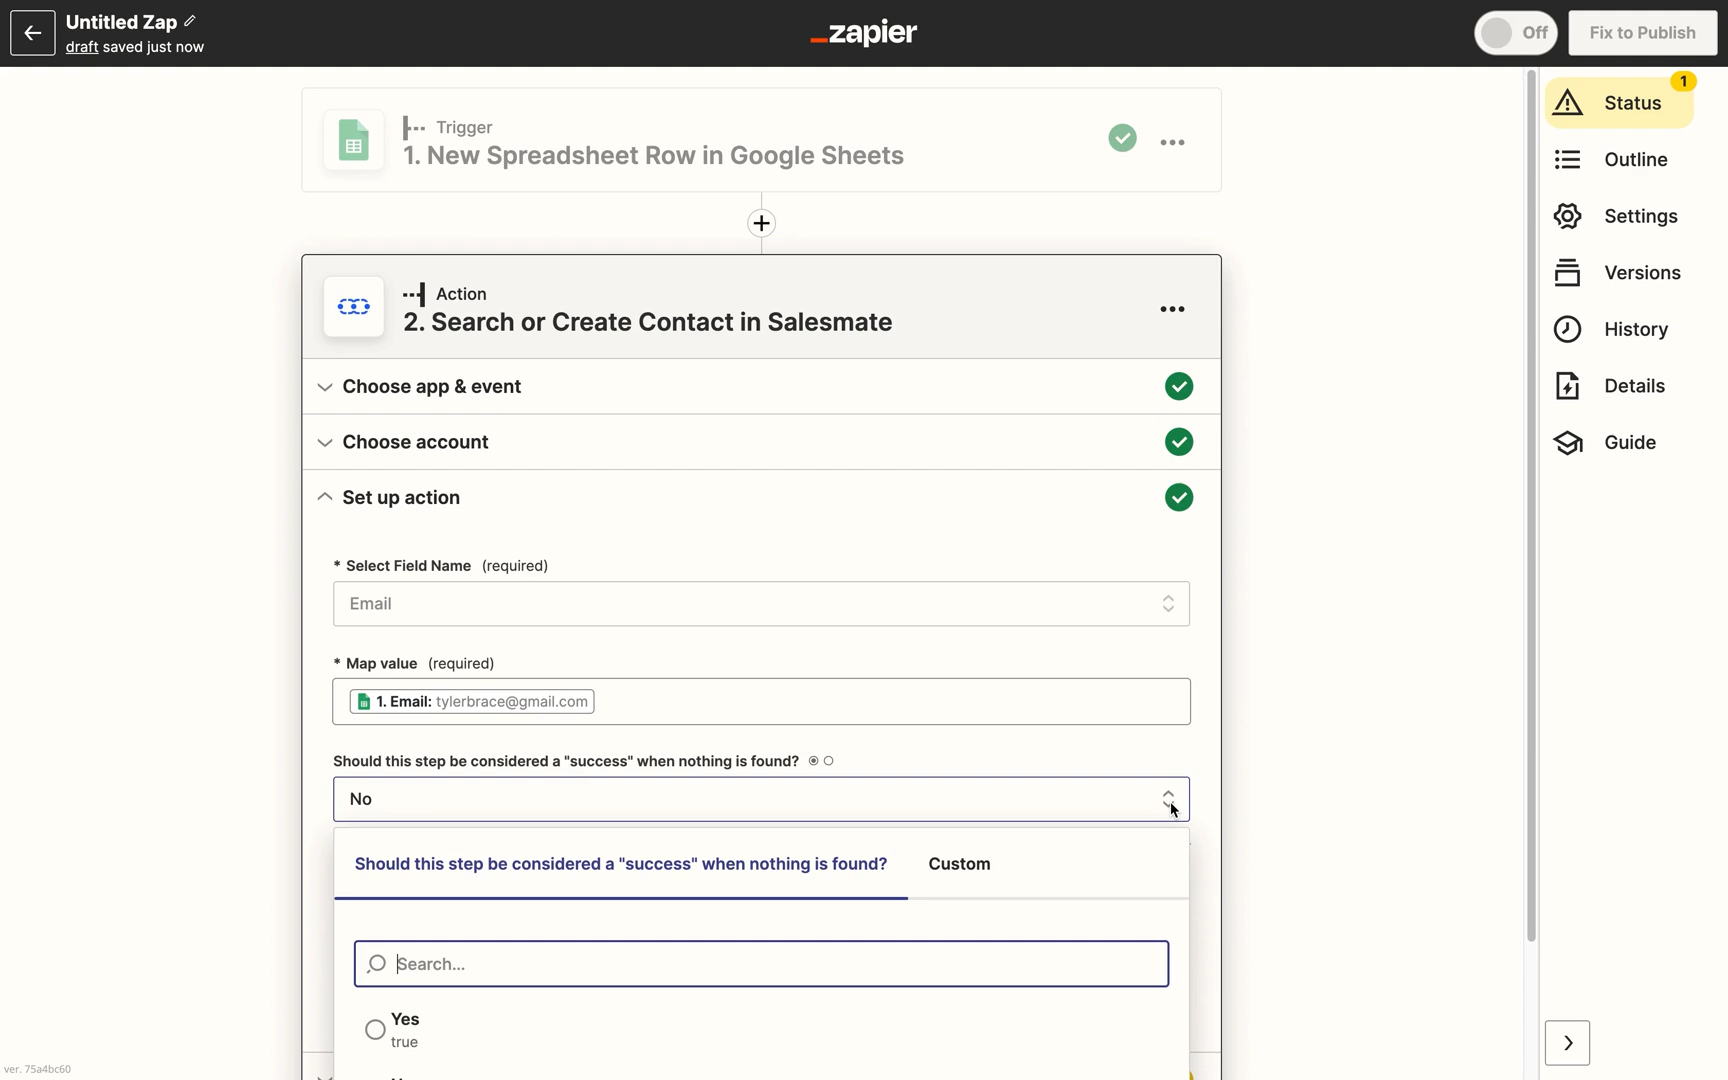 Untitled Zap
draft saved just now
zapier
Off
Fix to Publish
1
Status
Outline
Settings
Versions
History
Details
Guide
Trigger
1. New Spreadsheet Row in Google Sheets
Action
2. Search or Create Contact in Salesmate
Choose app & event
Choose account
Set up action
* Select Field Name (required)
Email
* Map value (required)
1. Email: tylerbrace@gmail.com
Should this step be considered a "success" when nothing is found?
No
Should this step be considered a "success" when nothing is found? Custom
Search...
Yes
true
ver. 75a4bc60